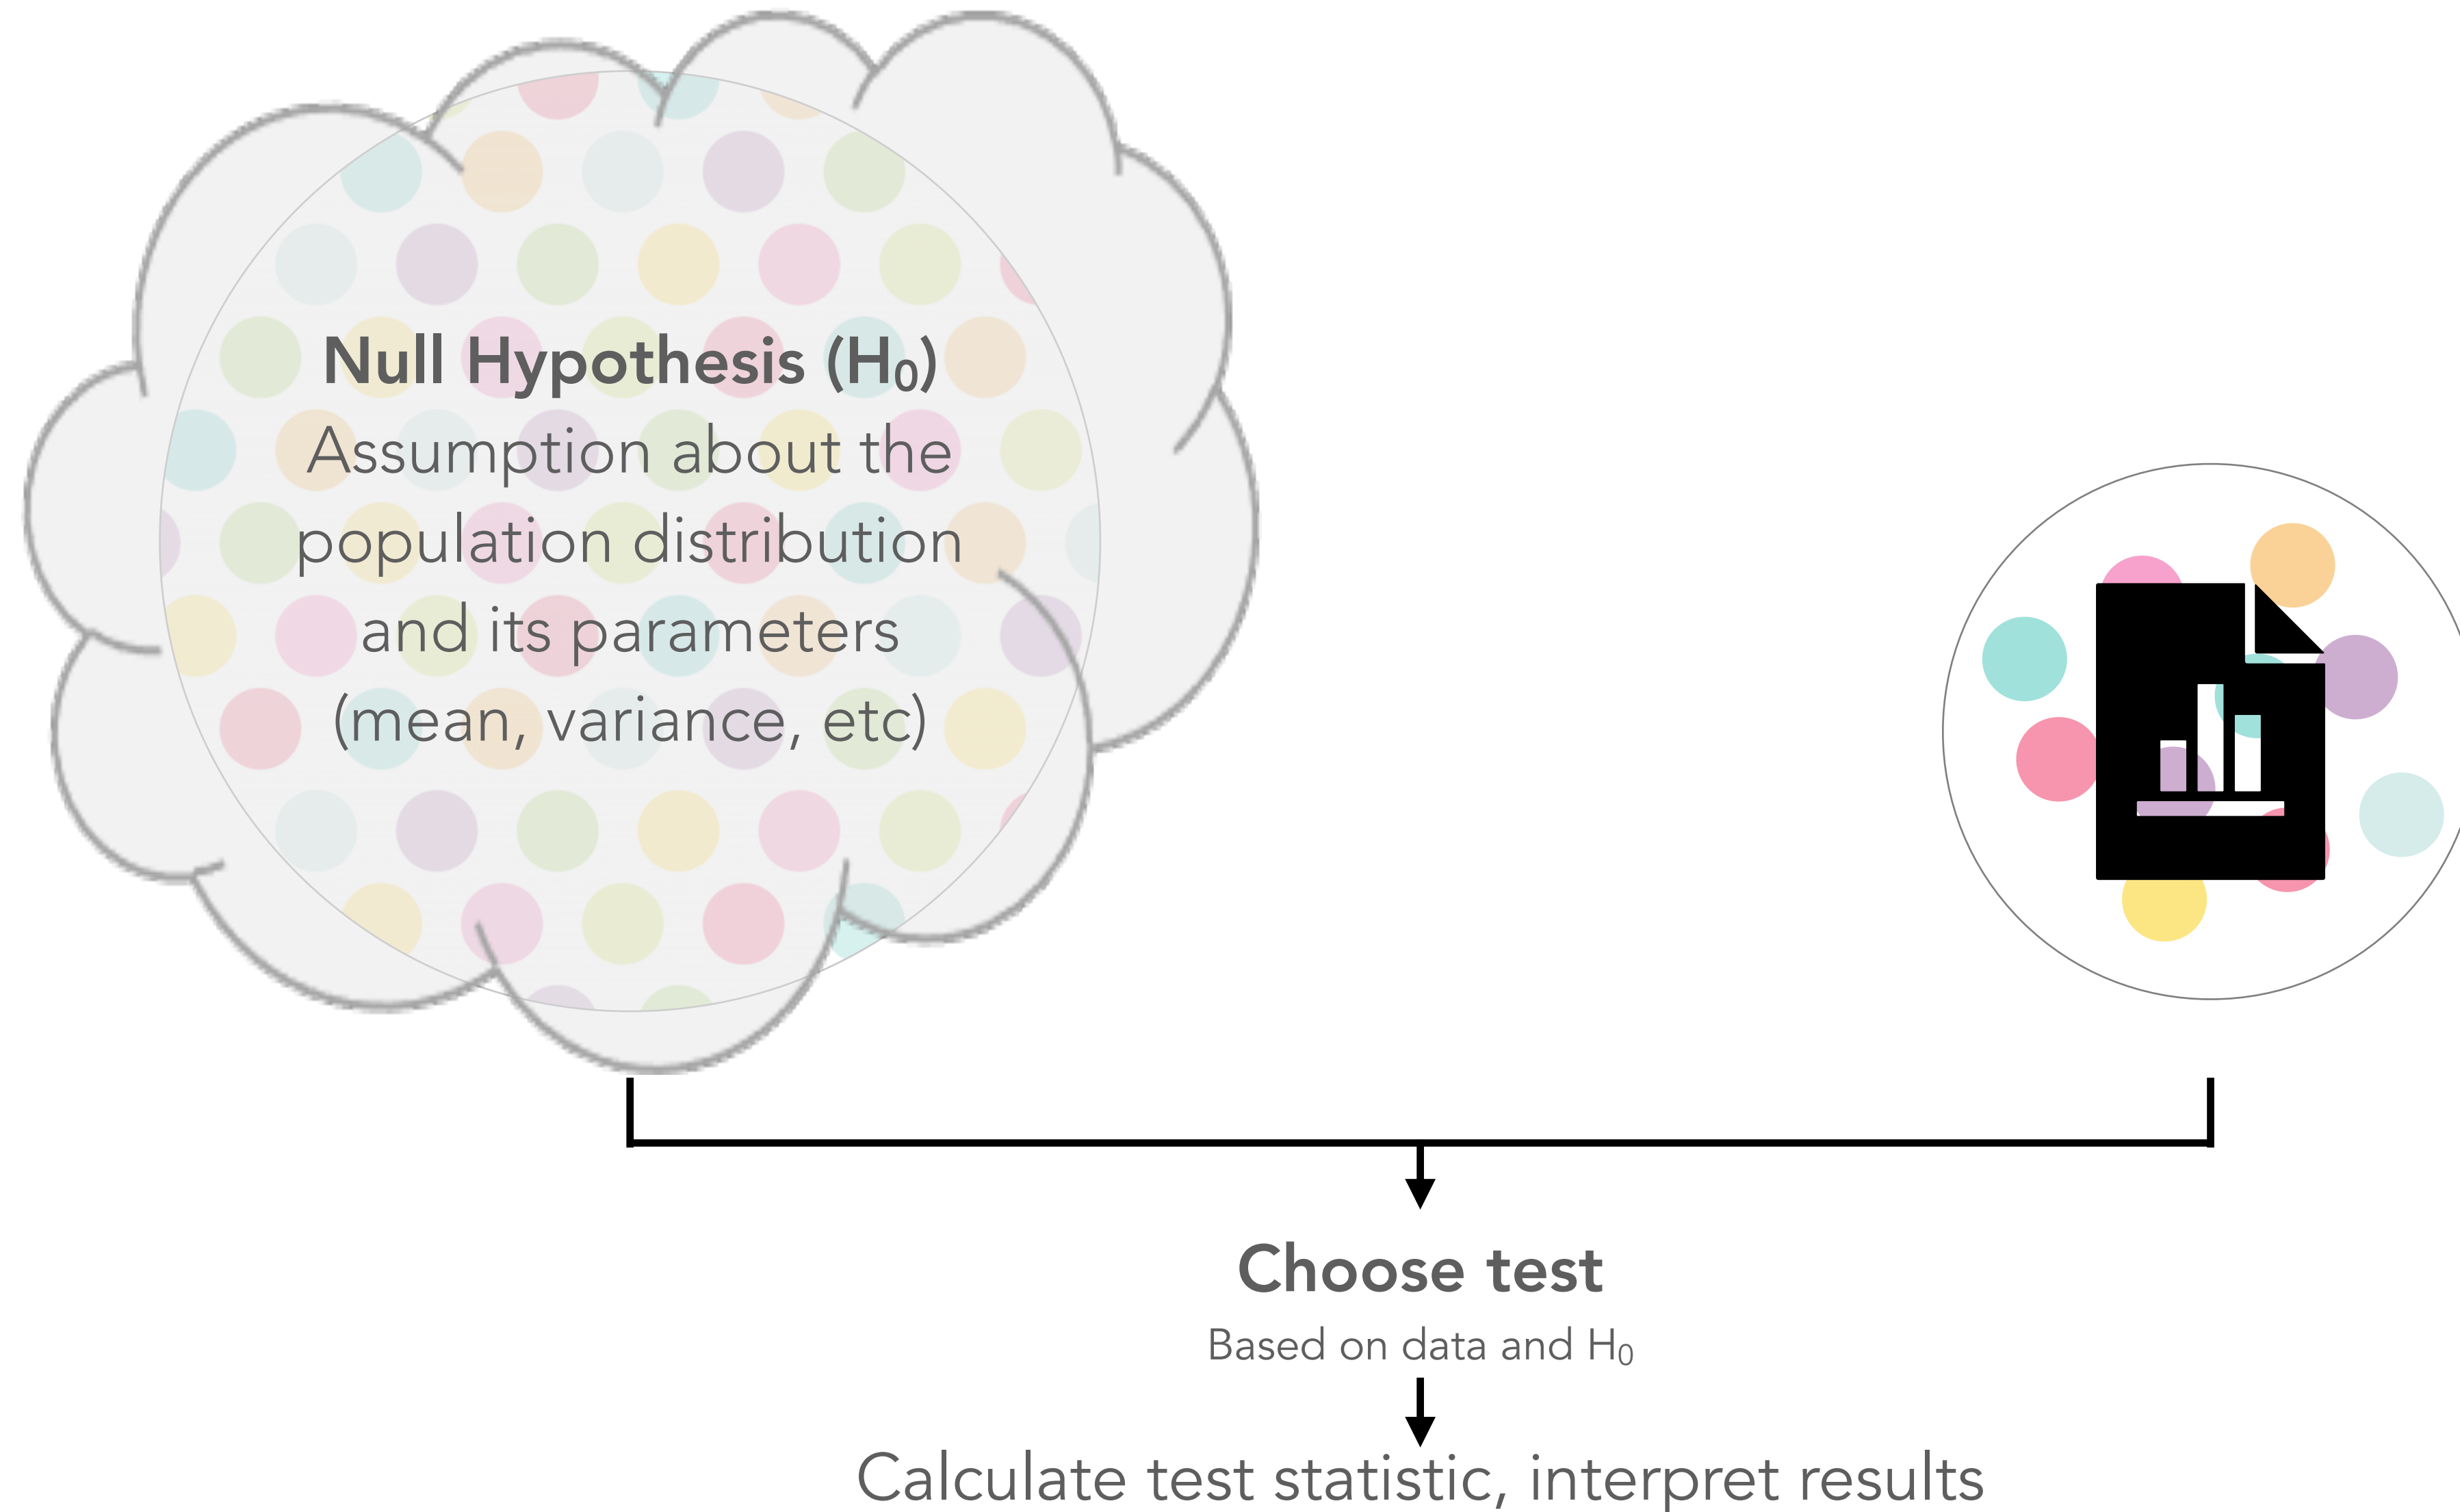 Null Hypothesis (H₀)
Assumption about the
population distribution
and its parameters
(mean, variance, etc)
Choose test
Based on data and H₀
Calculate test statistic, interpret results